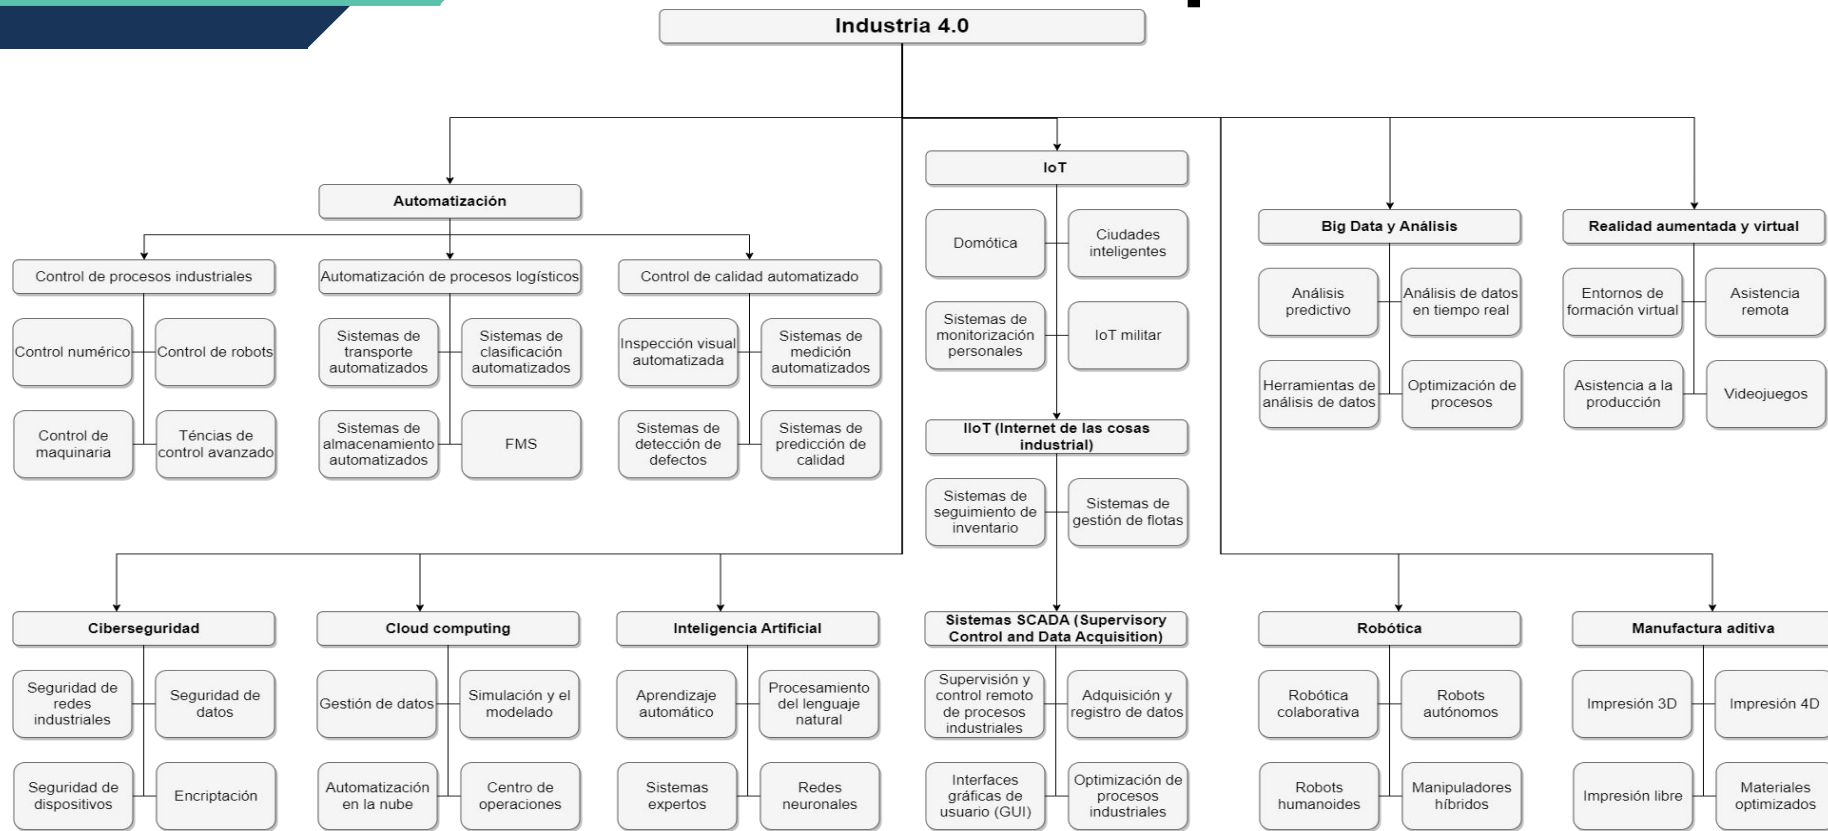 Industria 4.0
Automatización
Control de procesos industriales
Control numérico
Control de robots
Control de
maquinaria
Téncias de
control avanzado
Automatización de procesos logísticos
Sistemas de
transporte
automatizados
Sistemas de
clasificación
automatizados
Sistemas de
almacenamiento
automatizados
FMS
Control de calidad automatizado
Inspección visual
automatizada
Sistemas de
medición
automatizados
Sistemas de
detección de
defectos
Sistemas de
predicción de
calidad
IoT
Domótica
Ciudades
inteligentes
Sistemas de
monitorización
personales
IoT militar
IIoT (Internet de las cosas
industrial)
Sistemas de
seguimiento de
inventario
Sistemas de
gestión de flotas
Big Data y Análisis
Análisis
predictivo
Análisis de datos
en tiempo real
Herramientas de
análisis de datos
Optimización de
procesos
Realidad aumentada y virtual
Entornos de
formación virtual
Asistencia
remota
Asistencia a la
producción
Videojuegos
Ciberseguridad
Seguridad de
redes
industriales
Seguridad de
datos
Seguridad de
dispositivos
Encriptación
Cloud computing
Gestión de datos
Simulación y el
modelado
Automatización
en la nube
Centro de
operaciones
Inteligencia Artificial
Aprendizaje
automático
Procesamiento
del lenguaje
natural
Sistemas
expertos
Redes
neuronales
Sistemas SCADA (Supervisory
Control and Data Acquisition)
Supervisión y
control remoto
de procesos
industriales
Adquisición y
registro de datos
Interfaces
gráficas de
usuario (GUI)
Optimización de
procesos
industriales
Robótica
Robótica
colaborativa
Robots
autónomos
Robots
humanoides
Manipuladores
híbridos
Manufactura aditiva
Impresión 3D
Impresión 4D
Impresión libre
Materiales
optimizados